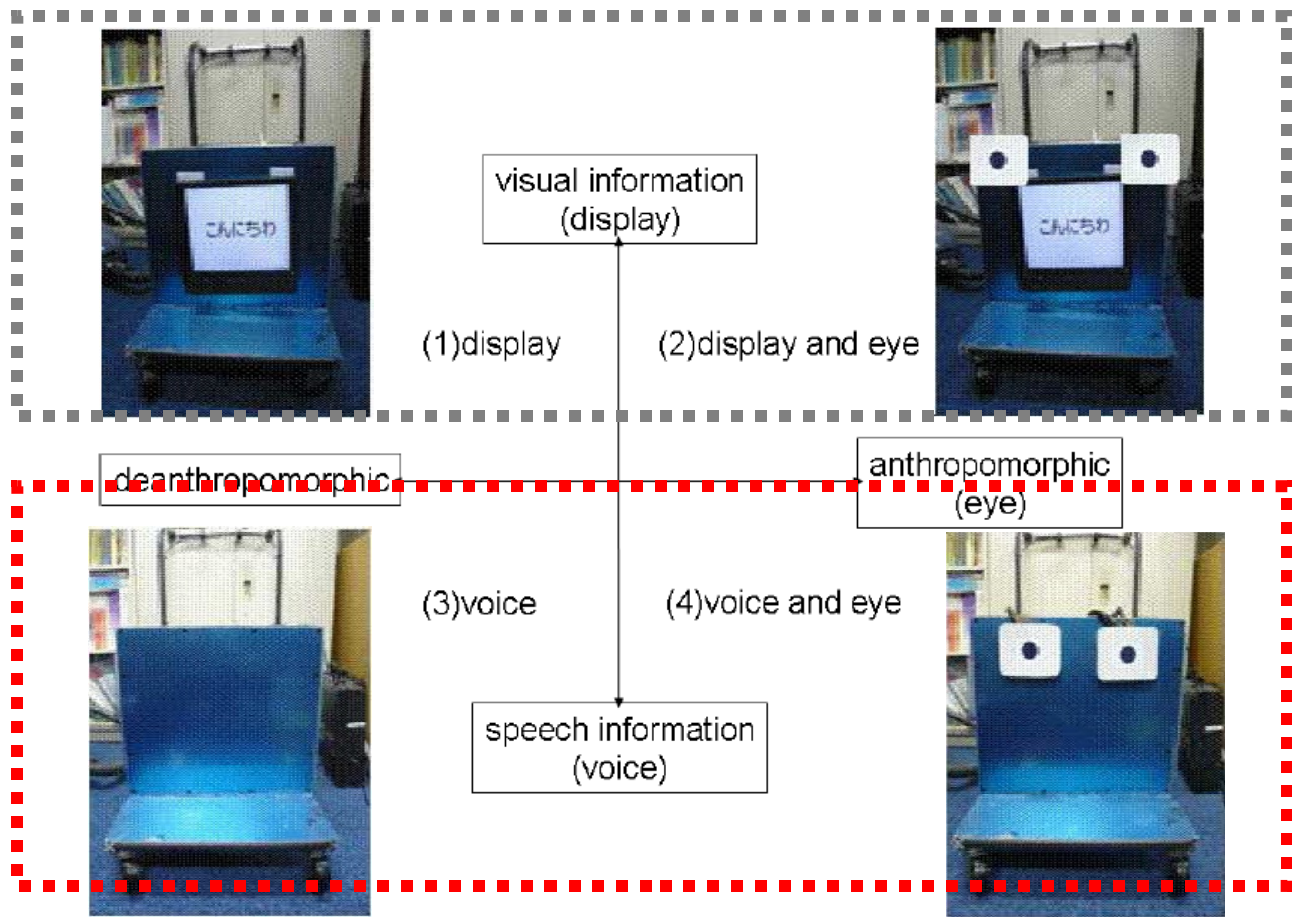 こんにちわ
こんにちわ
visual information
(display)
(1)display
(2)display and eye
deanthropomorphic
anthropomorphic
(eye)
(3)voice
(4)voice and eye
speech information
(voice)